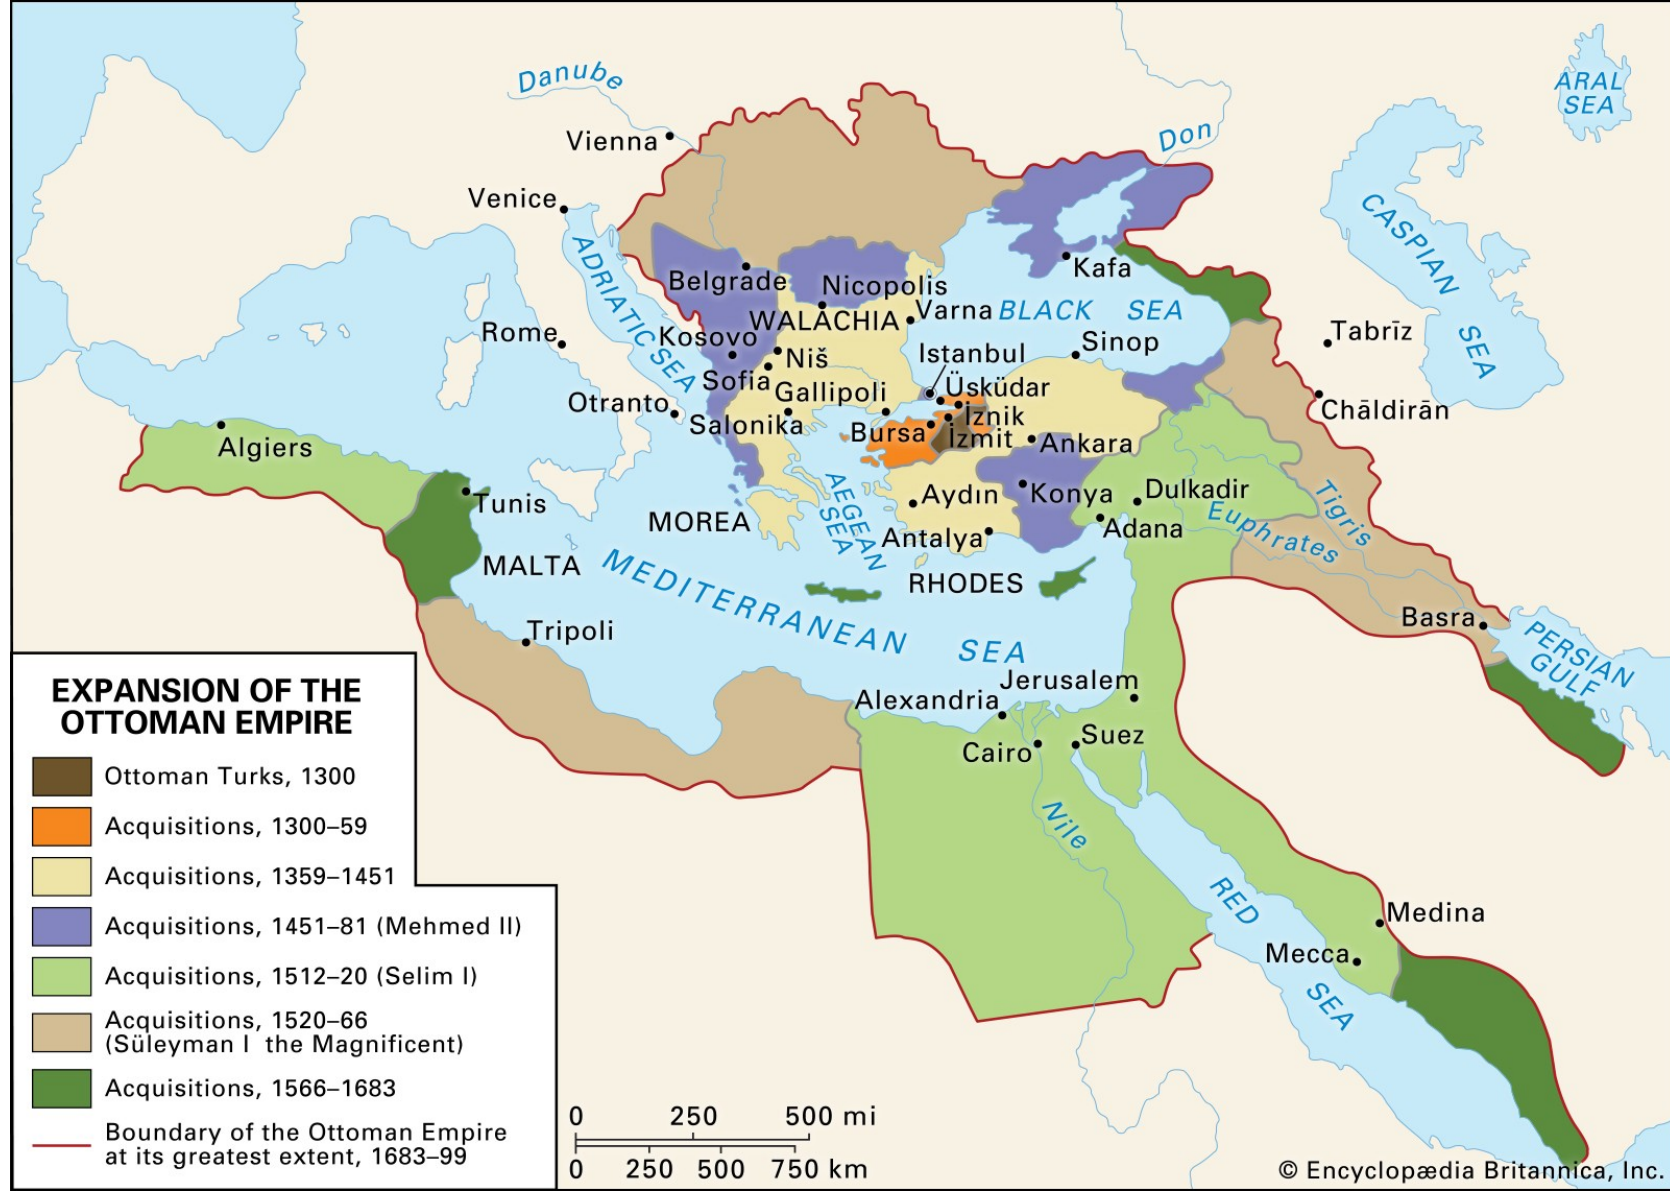 Danube
Vienna
Venice
ADRIATIC SEA
Don
ARAL
SEA
CASPIAN
SEA
Belgrade
Nicopolis
Kafa
WALACHIA
Varna
BLACK SEA
Rome
Kosovo
Niš
Sofia
Istanbul
Sinop
Tabrīz
Üsküdar
Gallipoli
Otranto
Salonika
İznik
Bursa
İzmit
Ankara
Chāldirān
Algiers
Tunis
AEGEAN
SEA
Aydın
Konya
Dulkadir
Tigris
Euphrates
MOREA
Antalya
Adana
MALTA
MEDITERRANEAN SEA
RHODES
Tripoli
Basra
PERSIAN
GULF
Jerusalem
Alexandria
Cairo
Suez
Nile
RED
SEA
Medina
Mecca
EXPANSION OF THE
OTTOMAN EMPIRE
Ottoman Turks, 1300
Acquisitions, 1300–59
Acquisitions, 1359–1451
Acquisitions, 1451–81 (Mehmed II)
Acquisitions, 1512–20 (Selim I)
Acquisitions, 1520–66
(Süleyman I the Magnificent)
Acquisitions, 1566–1683
Boundary of the Ottoman Empire
at its greatest extent, 1683–99
0 250 500 mi
0 250 500 750 km
© Encyclopædia Britannica, Inc.